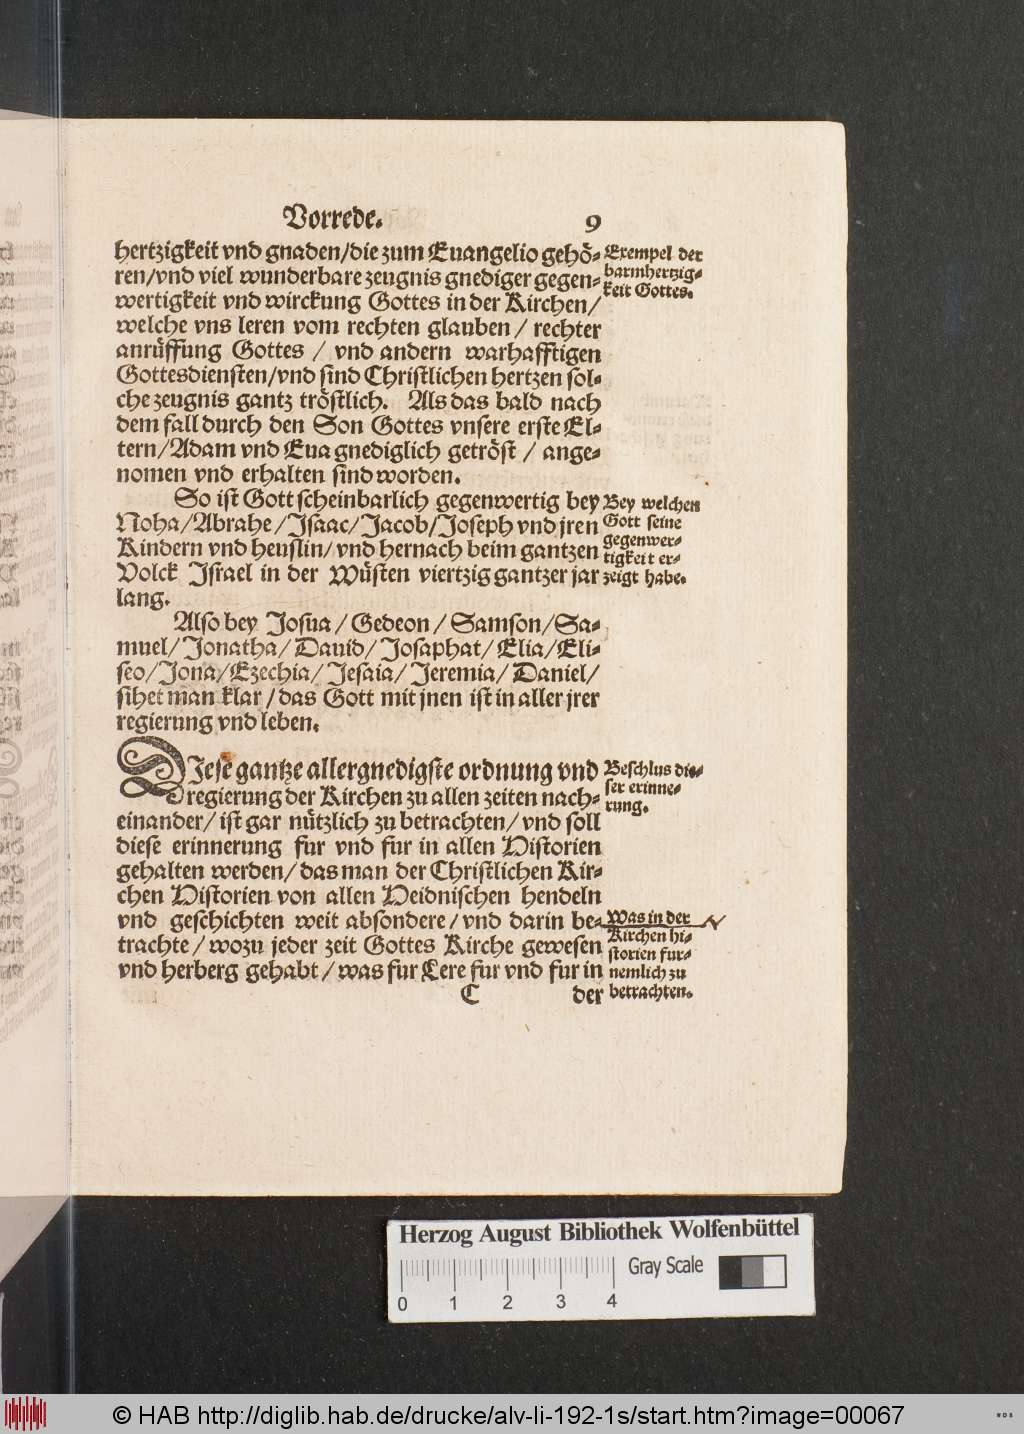 Vorrede. 9
hertzigkeit vnd gnaden/die zum Euangelio gehö-
ren/vnd viel wunderbare zeugnis gnediger gegen-
wertigkeit vnd wirckung Gottes in der Kirchen/
welche vns leren vom rechten glauben/ rechter
anrüffung Gottes / vnd andern warhafftigen
Gottesdiensten/vnd sind Christlichen hertzen sol-
che zeugnis gantz tröstlich. Als das bald nach
dem fall durch den Son Gottes vnsere erste El-
tern/Adam vnd Eua gnediglich getröst / ange-
nomen vnd erhalten sind worden.
Exempel der
barmhertzig-
keit Gottes.
So ist Gott scheinbarlich gegenwertig bey
Noha/Abrahe/Isaac/Jacob/Joseph vnd jren
Kindern vnd heuslin/vnd hernach beim gantzen
Volck Israel in der Wüsten viertzig gantzer jar
lang.
Bey welchen
Gott seine
gegenwer-
tigkeit er-
zeigt habe.
Also bey Josua/ Gedeon/ Samson/Sa-
muel/ Jonatha/ Dauid/ Josaphat/ Elia/Eli-
seo/Jona/Ezechia/ Jesaia/ Jeremia/ Daniel/
sihet man klar /das Gott mit jnen ist in aller jrer
regierung vnd leben.
DIese gantze allergnedigste ordnung vnd
regierung der Kirchen zu allen zeiten nach-
einander/ ist gar nützlich zu betrachten/ vnd soll
diese erinnerung fur vnd fur in allen Historien
gehalten werden/ das man der Christlichen Kir-
chen Historien von allen Heidnischen hendeln
vnd geschichten weit absondere/ vnd darin be-
trachte/ wozu jeder zeit Gottes Kirche gewesen
vnd herberg gehabt/ was fur Lere fur vnd fur in
Beschlus die-
ser erinne-
rung.
Was in der
Kirchen hi-
storien fur-
nemlich zu
betrachten.
C der
Herzog August Bibliothek Wolfenbüttel
Gray Scale
0 1 2 3 4
© HAB http://diglib.hab.de/drucke/alv-li-192-1s/start.htm?image=00067